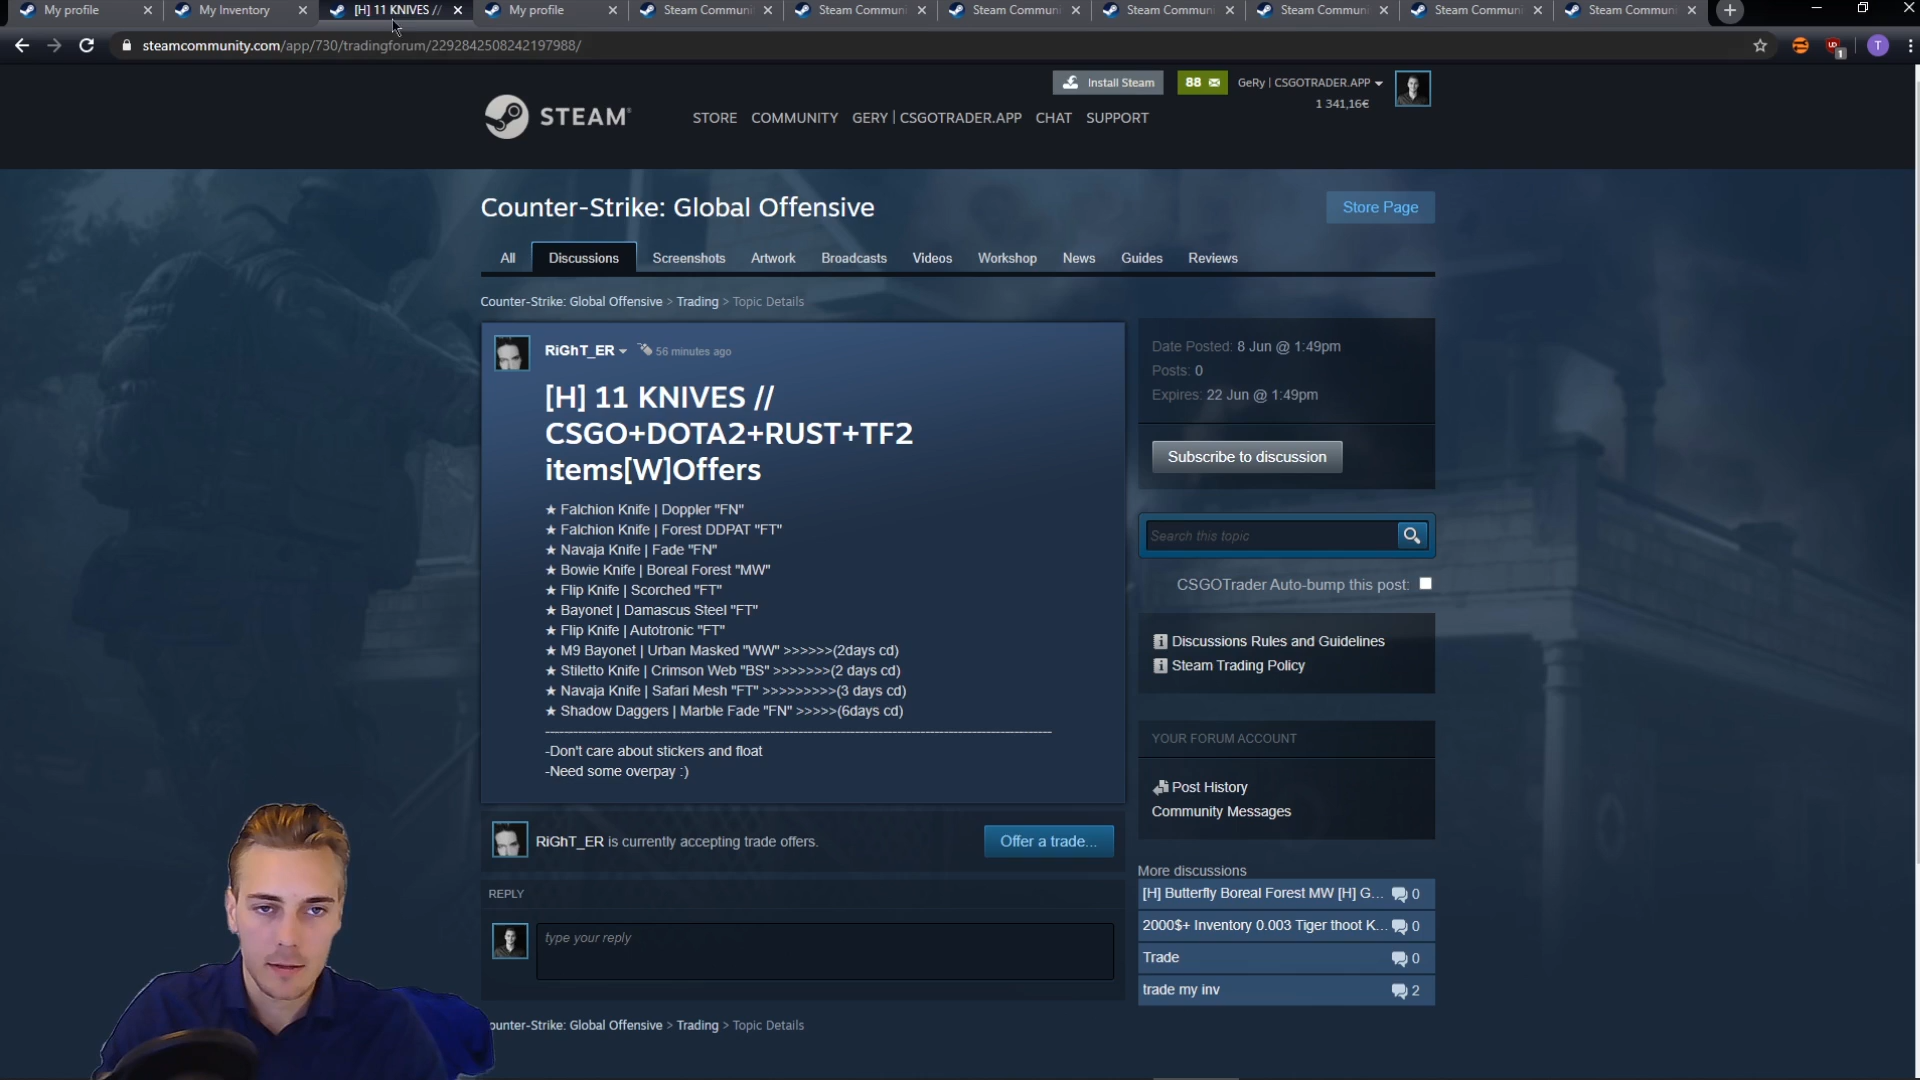 My profile
My Inventory
[H] 11 KNIVES //
My profile
Steam Communi
Steam Communi
Steam Communi
Steam Communi
Steam Communi
Steam Communi
Steam Communi
steamcommunity.com/app/730/tradingforum/2292842508242197988/
T
1
Install Steam
88
GeRy | CSGOTRADER.APP
1 341,16€
STEAM
STORE COMMUNITY GERY | CSGOTRADER.APP CHAT SUPPORT
Counter-Strike: Global Offensive
Store Page
All Discussions Screenshots Artwork Broadcasts Videos Workshop News Guides Reviews
Counter-Strike: Global Offensive > Trading > Topic Details
RiGhT_ER 56 minutes ago
[H] 11 KNIVES //
CSGO+DOTA2+RUST+TF2
items[W]Offers
★ Falchion Knife | Doppler "FN"
★ Falchion Knife | Forest DDPAT "FT"
★ Navaja Knife | Fade "FN"
★ Bowie Knife | Boreal Forest "MW"
★ Flip Knife | Scorched "FT"
★ Bayonet | Damascus Steel "FT"
★ Flip Knife | Autotronic "FT"
★ M9 Bayonet | Urban Masked "WW" >>>>>>(2days cd)
★ Stiletto Knife | Crimson Web "BS" >>>>>>>(2 days cd)
★ Navaja Knife | Safari Mesh "FT" >>>>>>>>>(3 days cd)
★ Shadow Daggers | Marble Fade "FN" >>>>>(6days cd)
-Don't care about stickers and float
-Need some overpay :)
RiGhT_ER is currently accepting trade offers.
Offer a trade...
REPLY
type your reply
Counter-Strike: Global Offensive > Trading > Topic Details
Date Posted: 8 Jun @ 1:49pm
Posts: 0
Expires: 22 Jun @ 1:49pm
Subscribe to discussion
Search this topic
CSGOTrader Auto-bump this post:
Discussions Rules and Guidelines
Steam Trading Policy
YOUR FORUM ACCOUNT
Post History
Community Messages
More discussions
[H] Butterfly Boreal Forest MW [H] G... 0
2000$+ Inventory 0.003 Tiger thoot K... 0
Trade 0
trade my inv 2